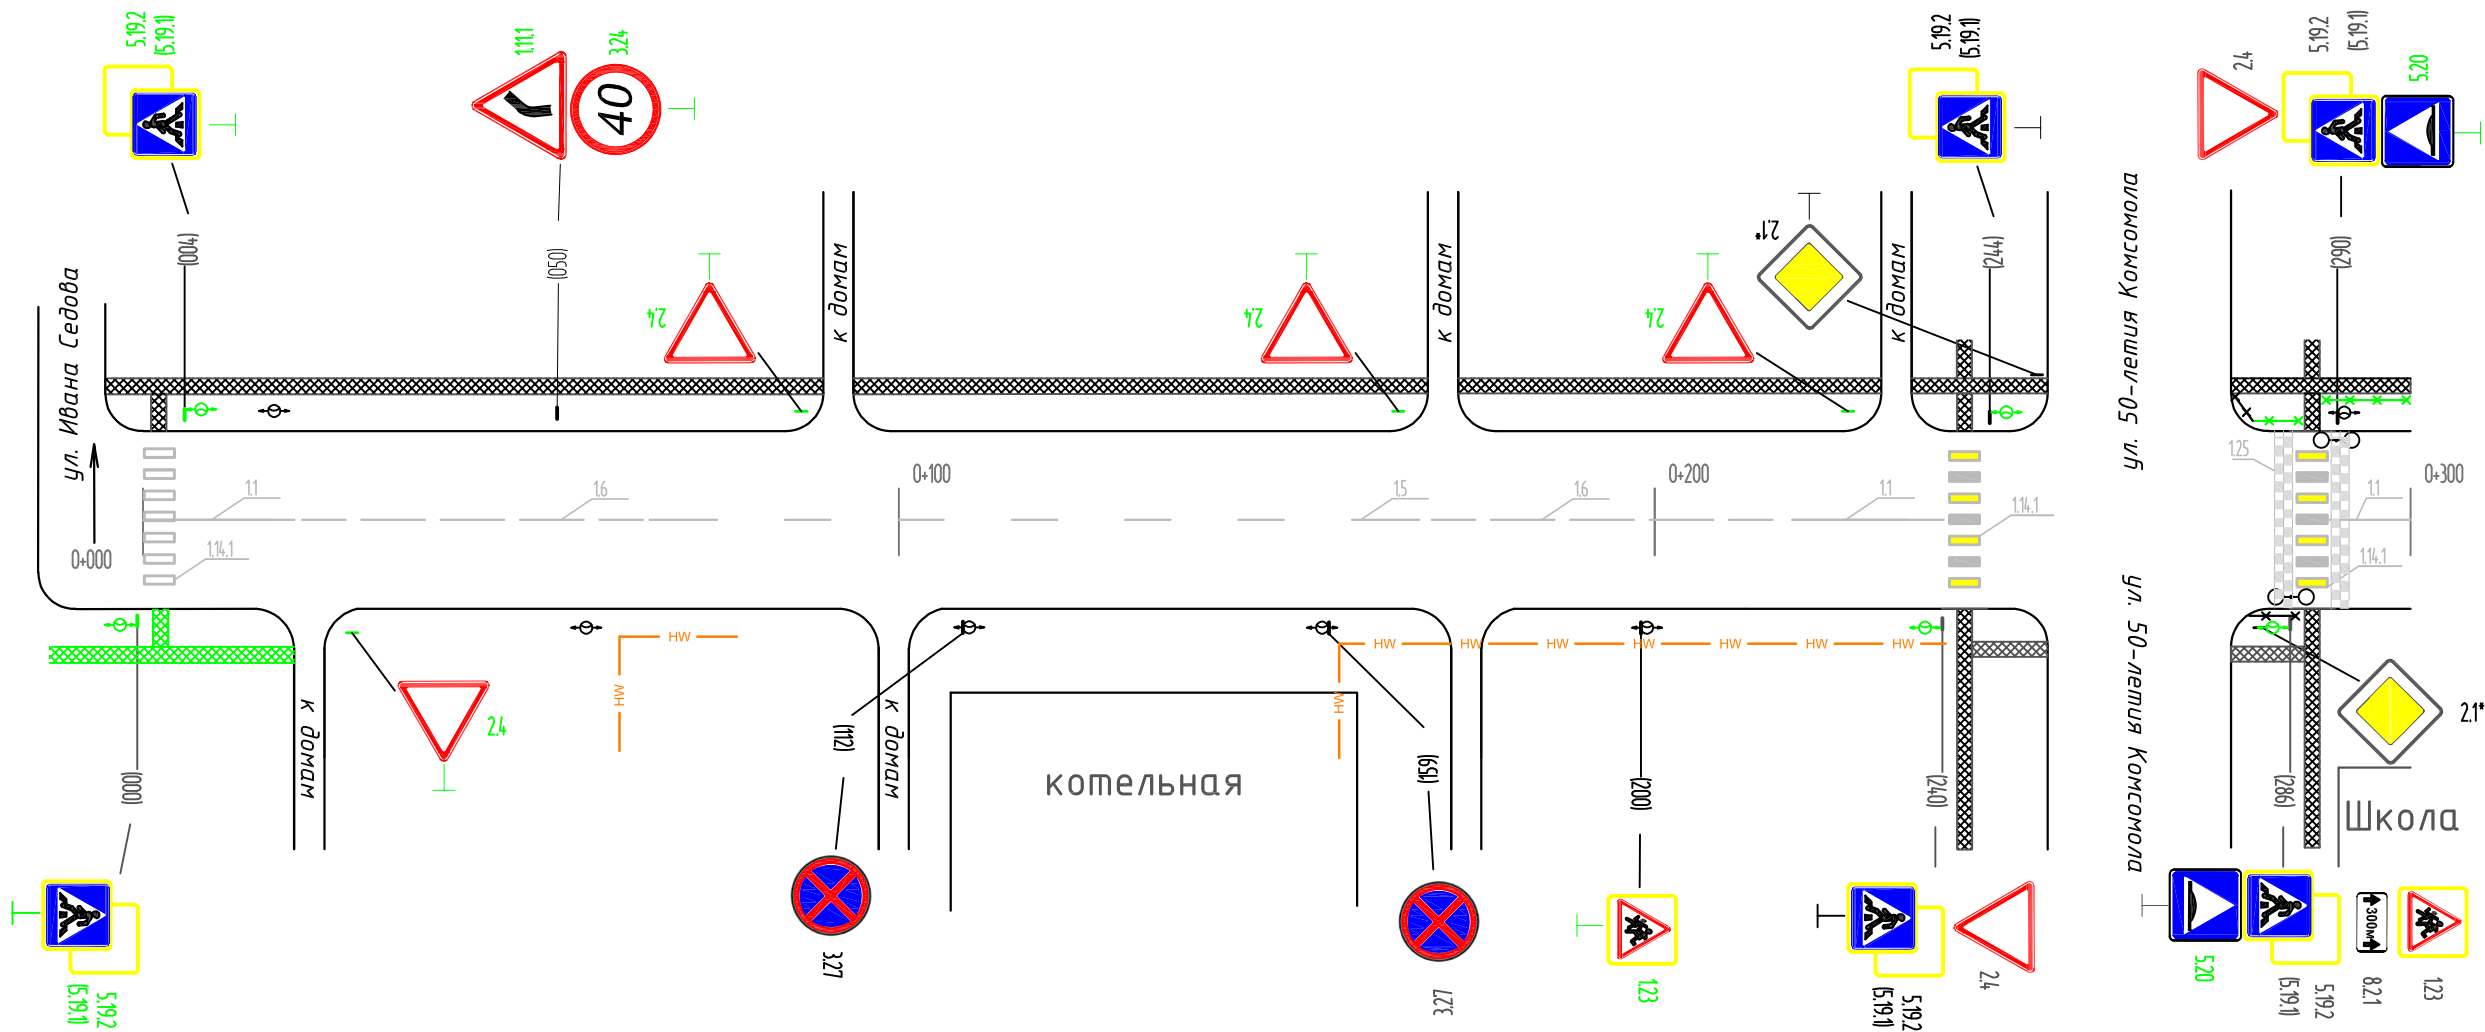 5.19.2
(5.19.1)
1.11.1
3.24
40
5.19.2
(5.19.1)
2.4
5.19.2
(5.19.1)
5.20
ул. Ивана Седова
(004)
(050)
2.4
к домам
2.4
к домам
2.4
2.1*
к домам
(244)
ул. 50-летия Комсомола
(290)
0+000
0+100
0+200
0+300
1.1
1.6
1.5
1.6
1.1
1.14.1
1.14.1
1.25
1.1
1.14.1
HW
HW
HW
HW
HW
HW
HW
HW
HW
HW
(000)
к домам
2.4
(112)
к домам
котельная
(159)
(200)
(240)
ул. 50-летия Комсомола
(286)
Школа
2.1*
5.19.2
(5.19.1)
3.27
3.27
1.23
5.19.2
(5.19.1)
2.4
5.20
5.19.2
(5.19.1)
300м
8.2.1
1.23